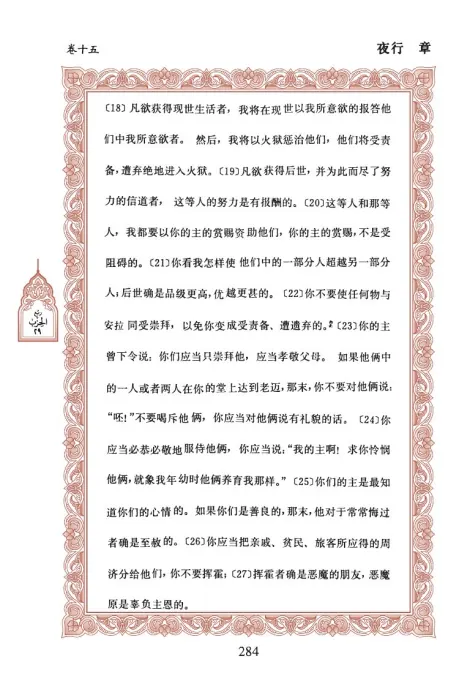 卷十五
夜行 章
〔18〕凡欲获得现世生活者，我将在现世以我所意欲的报答他
们中我所意欲者。 然后，我将以火狱惩治他们，他们将受责
备，遭弃绝地进入火狱。〔19〕凡欲获得后世，并为此而尽了努
力的信道者， 这等人的努力是有报酬的。〔20〕这等人和那等
人，我都要以你的主的赏赐资助他们，你的主的赏赐，不是受
阻碍的。〔21〕你看我怎样使他们中的一部分人超越另一部分
人；后世确是品级更高，优越更甚的。〔22〕你不要使任何物与
安拉同受崇拜，以免你变成受责备、遭遗弃的。〔23〕你的主
曾下令说：你们应当只崇拜他，应当孝敬父母。 如果他俩中
的一人或者两人在你的堂上达到老迈，那末，你不要对他俩说：
“呸!”不要喝斥他俩，你应当对他俩说有礼貌的话。〔24〕你
应当必恭必敬地服侍他俩，你应当说：“我的主啊! 求你怜悯
他俩，就象我年幼时他俩养育我那样。”〔25〕你们的主是最知
道你们的心情的。如果你们是善良的，那末，他对于常常悔过
者确是至赦的。〔26〕你应当把亲戚、贫民、旅客所应得的周
济分给他们，你不要挥霍；〔27〕挥霍者确是恶魔的朋友，恶魔
原是辜负主恩的。
ربع
الحزب
٢٩
284